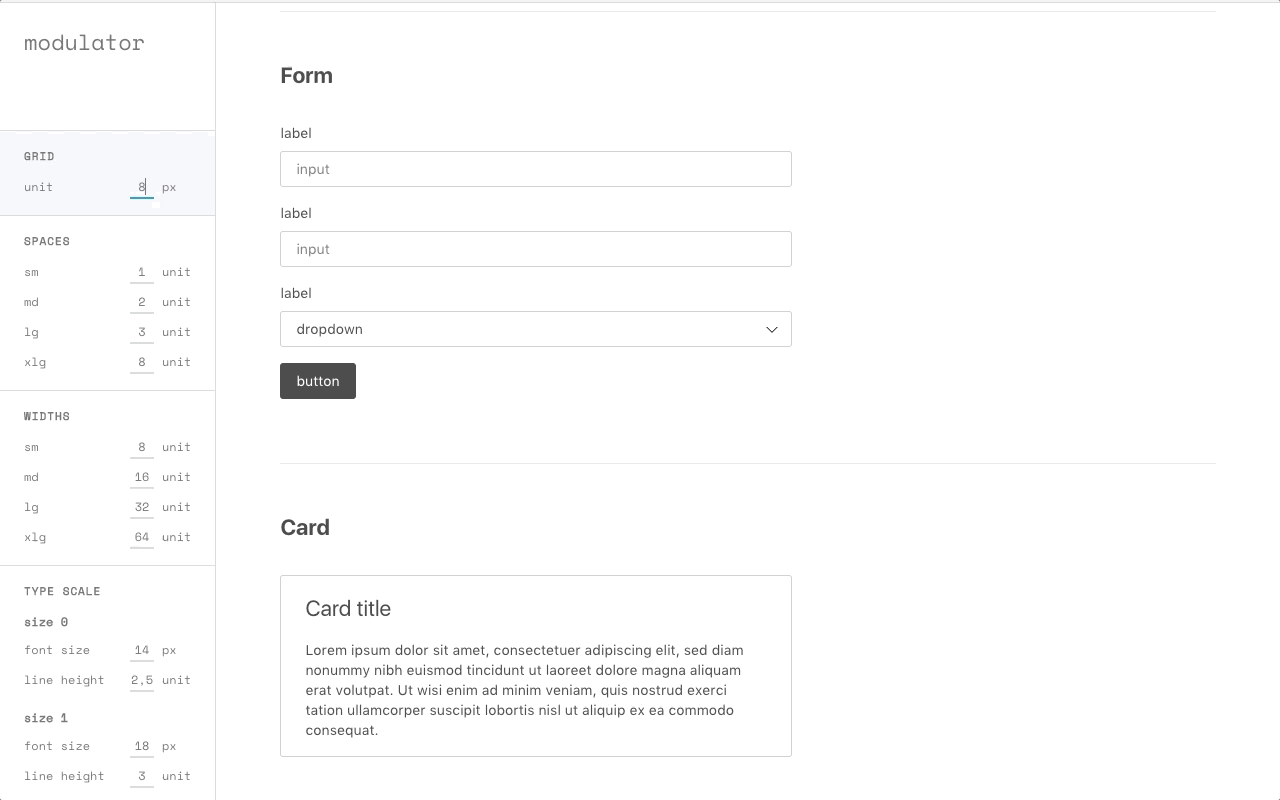 modulator
GRID
unit 8 px
SPACES
sm 1 unit
md 2 unit
lg 3 unit
xlg 8 unit
WIDTHS
sm 8 unit
md 16 unit
lg 32 unit
xlg 64 unit
TYPE SCALE
size 0
font size 14 px
line height 2,5 unit
size 1
font size 18 px
line height 3 unit
Form
label
input
label
input
label
dropdown
button
Card
Card title
Lorem ipsum dolor sit amet, consectetuer adipiscing elit, sed diam
nonummy nibh euismod tincidunt ut laoreet dolore magna aliquam
erat volutpat. Ut wisi enim ad minim veniam, quis nostrud exerci
tation ullamcorper suscipit lobortis nisl ut aliquip ex ea commodo
consequat.